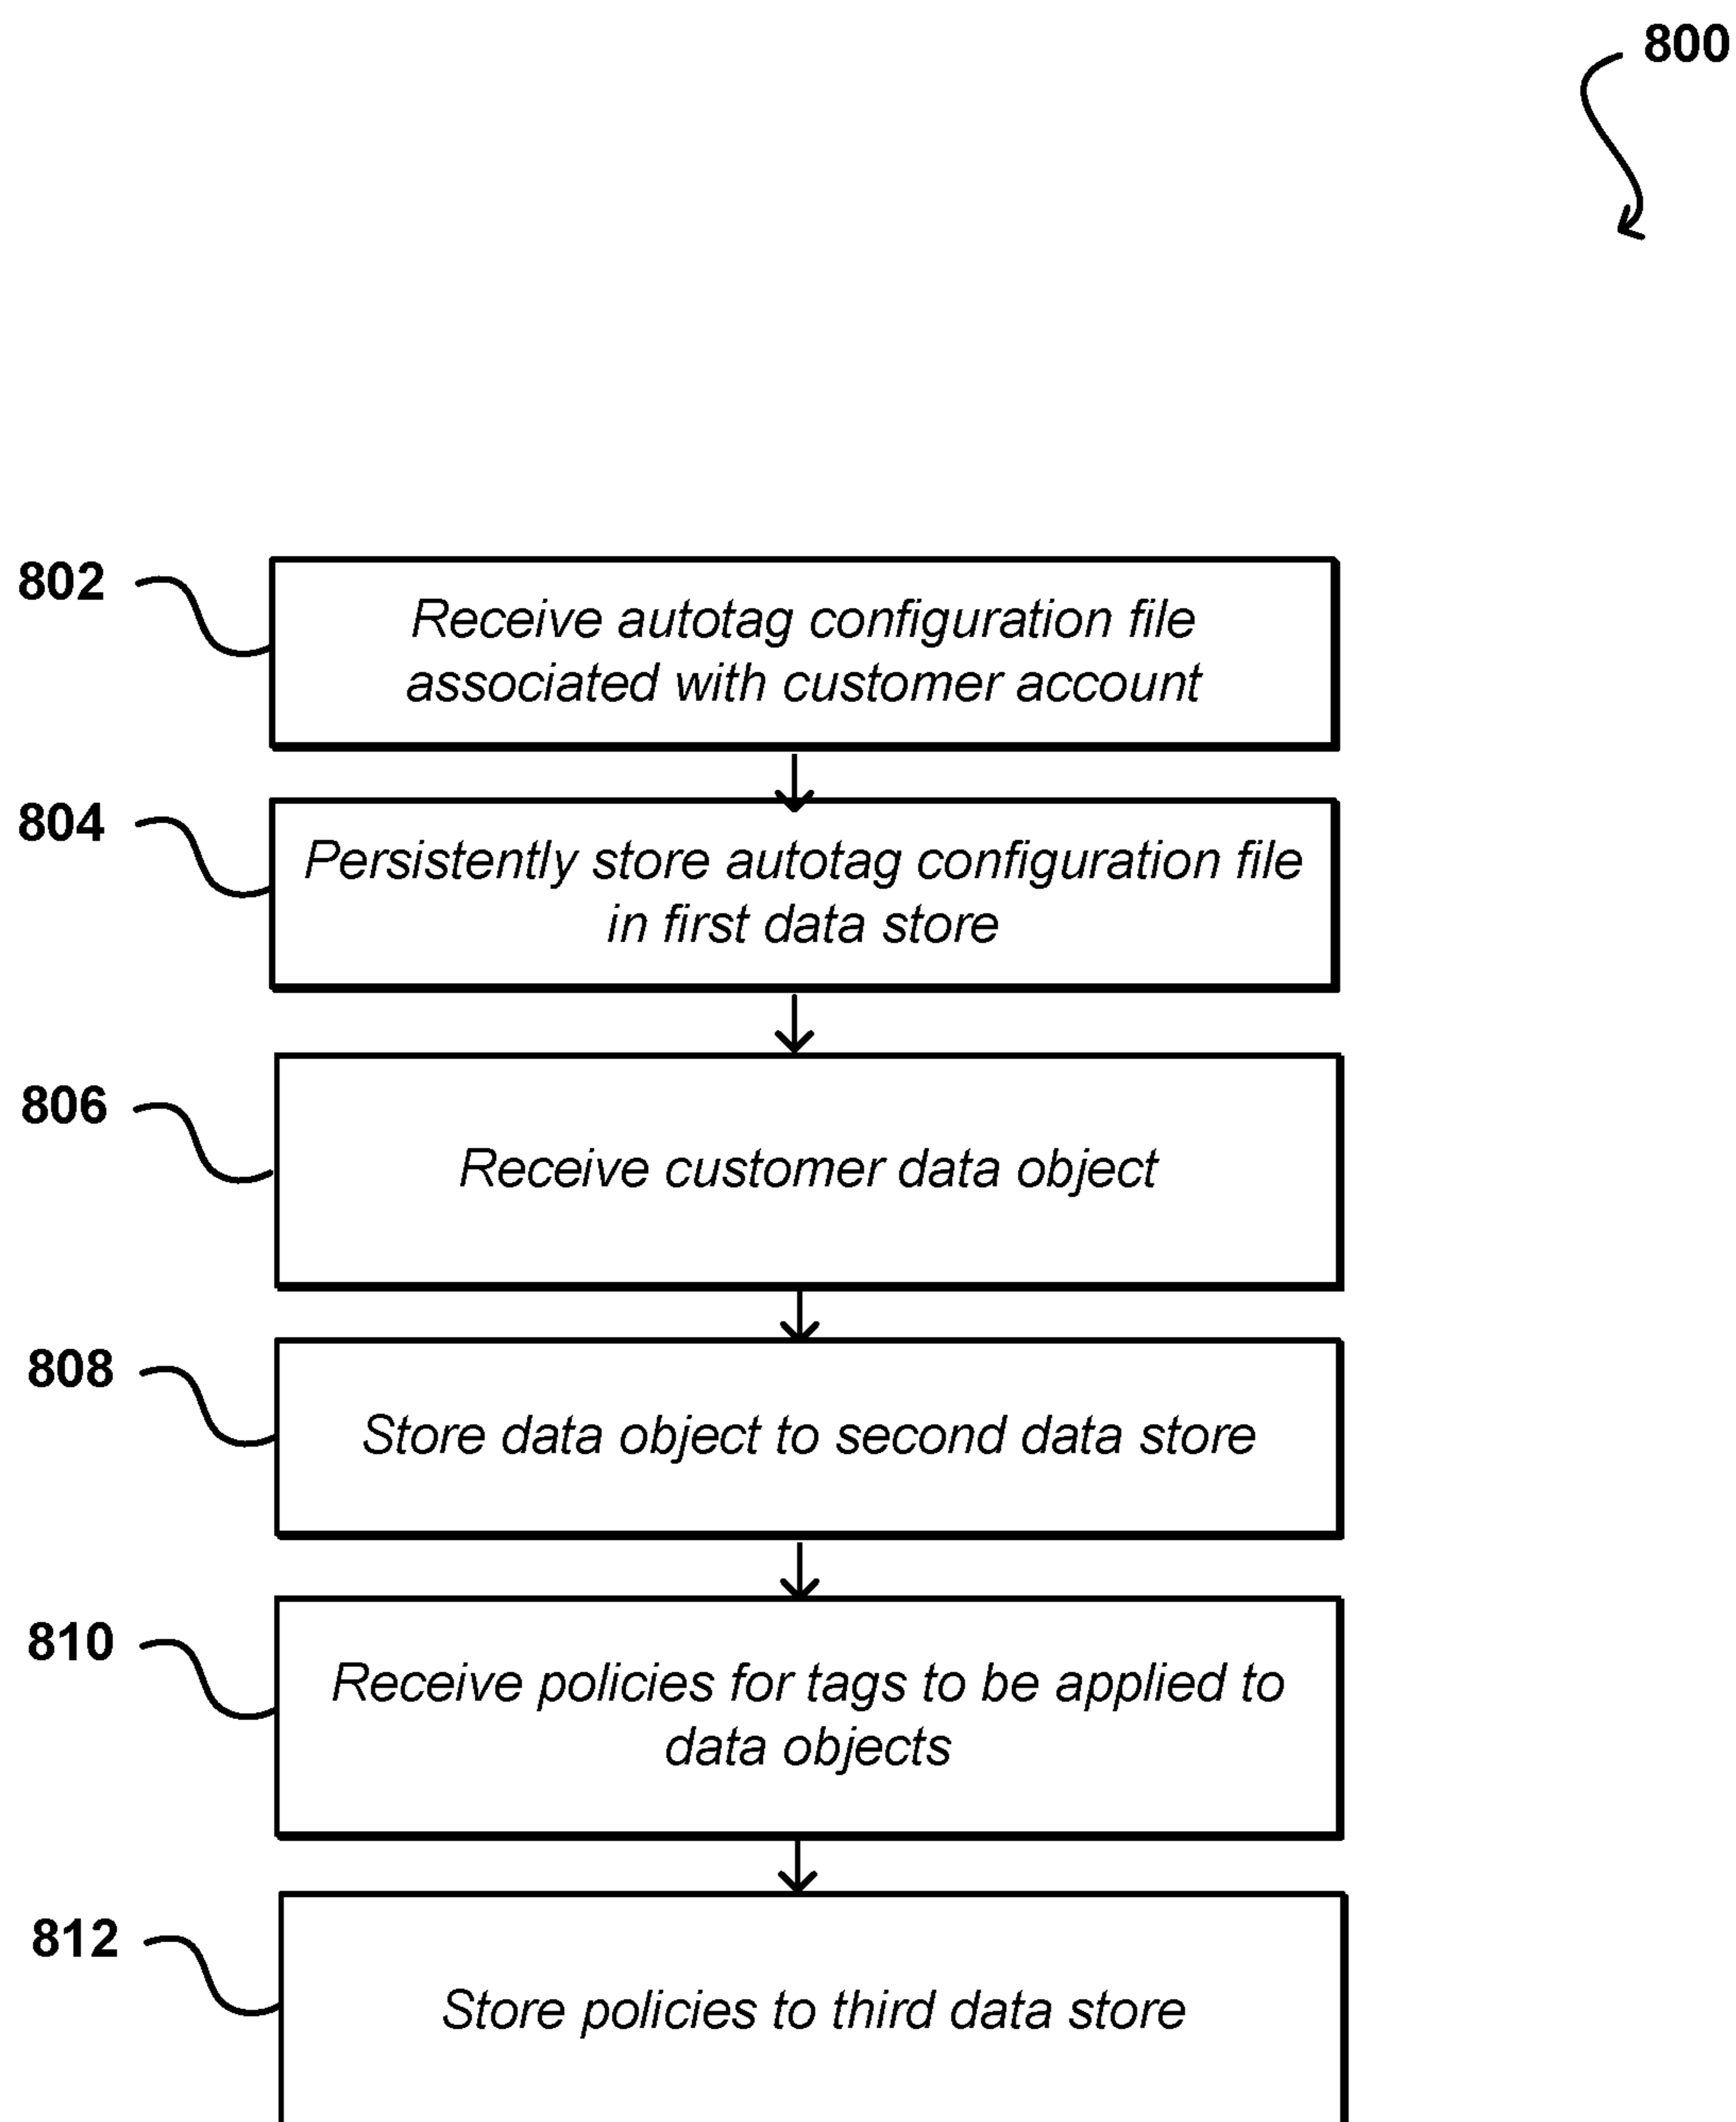 800
802
Receive autotag configuration file
associated with customer account
804
Persistently store autotag configuration file
in first data store
806
Receive customer data object
808
Store data object to second data store
810
Receive policies for tags to be applied to
data objects
812
Store policies to third data store